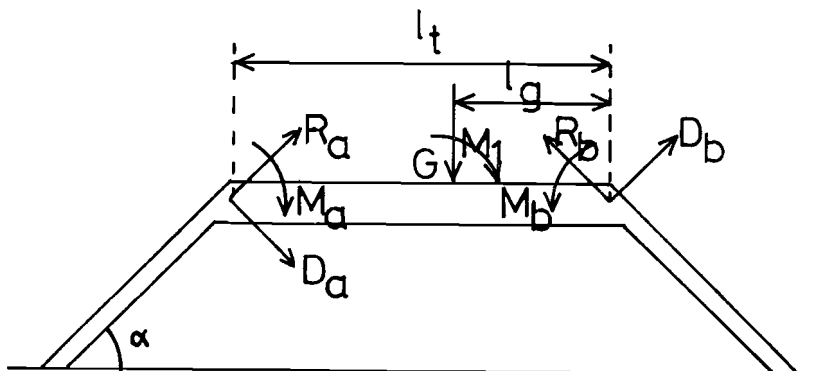 l_t
l_g
R_a
G
M_1
R_b
D_b
M_a
M_b
D_a
α